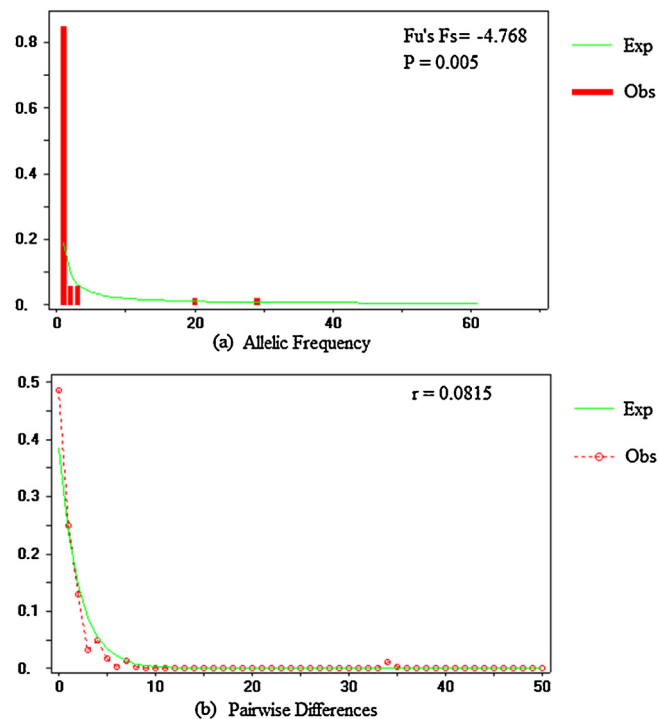 Fu's Fs= -4.768
P = 0.005
Exp
Obs
0.8
0.6
0.4
0.2
0.
0 20 40 60
(a) Allelic Frequency
r = 0.0815
Exp
Obs
0.5
0.4
0.3
0.2
0.1
0.
0 10 20 30 40 50
(b) Pairwise Differences